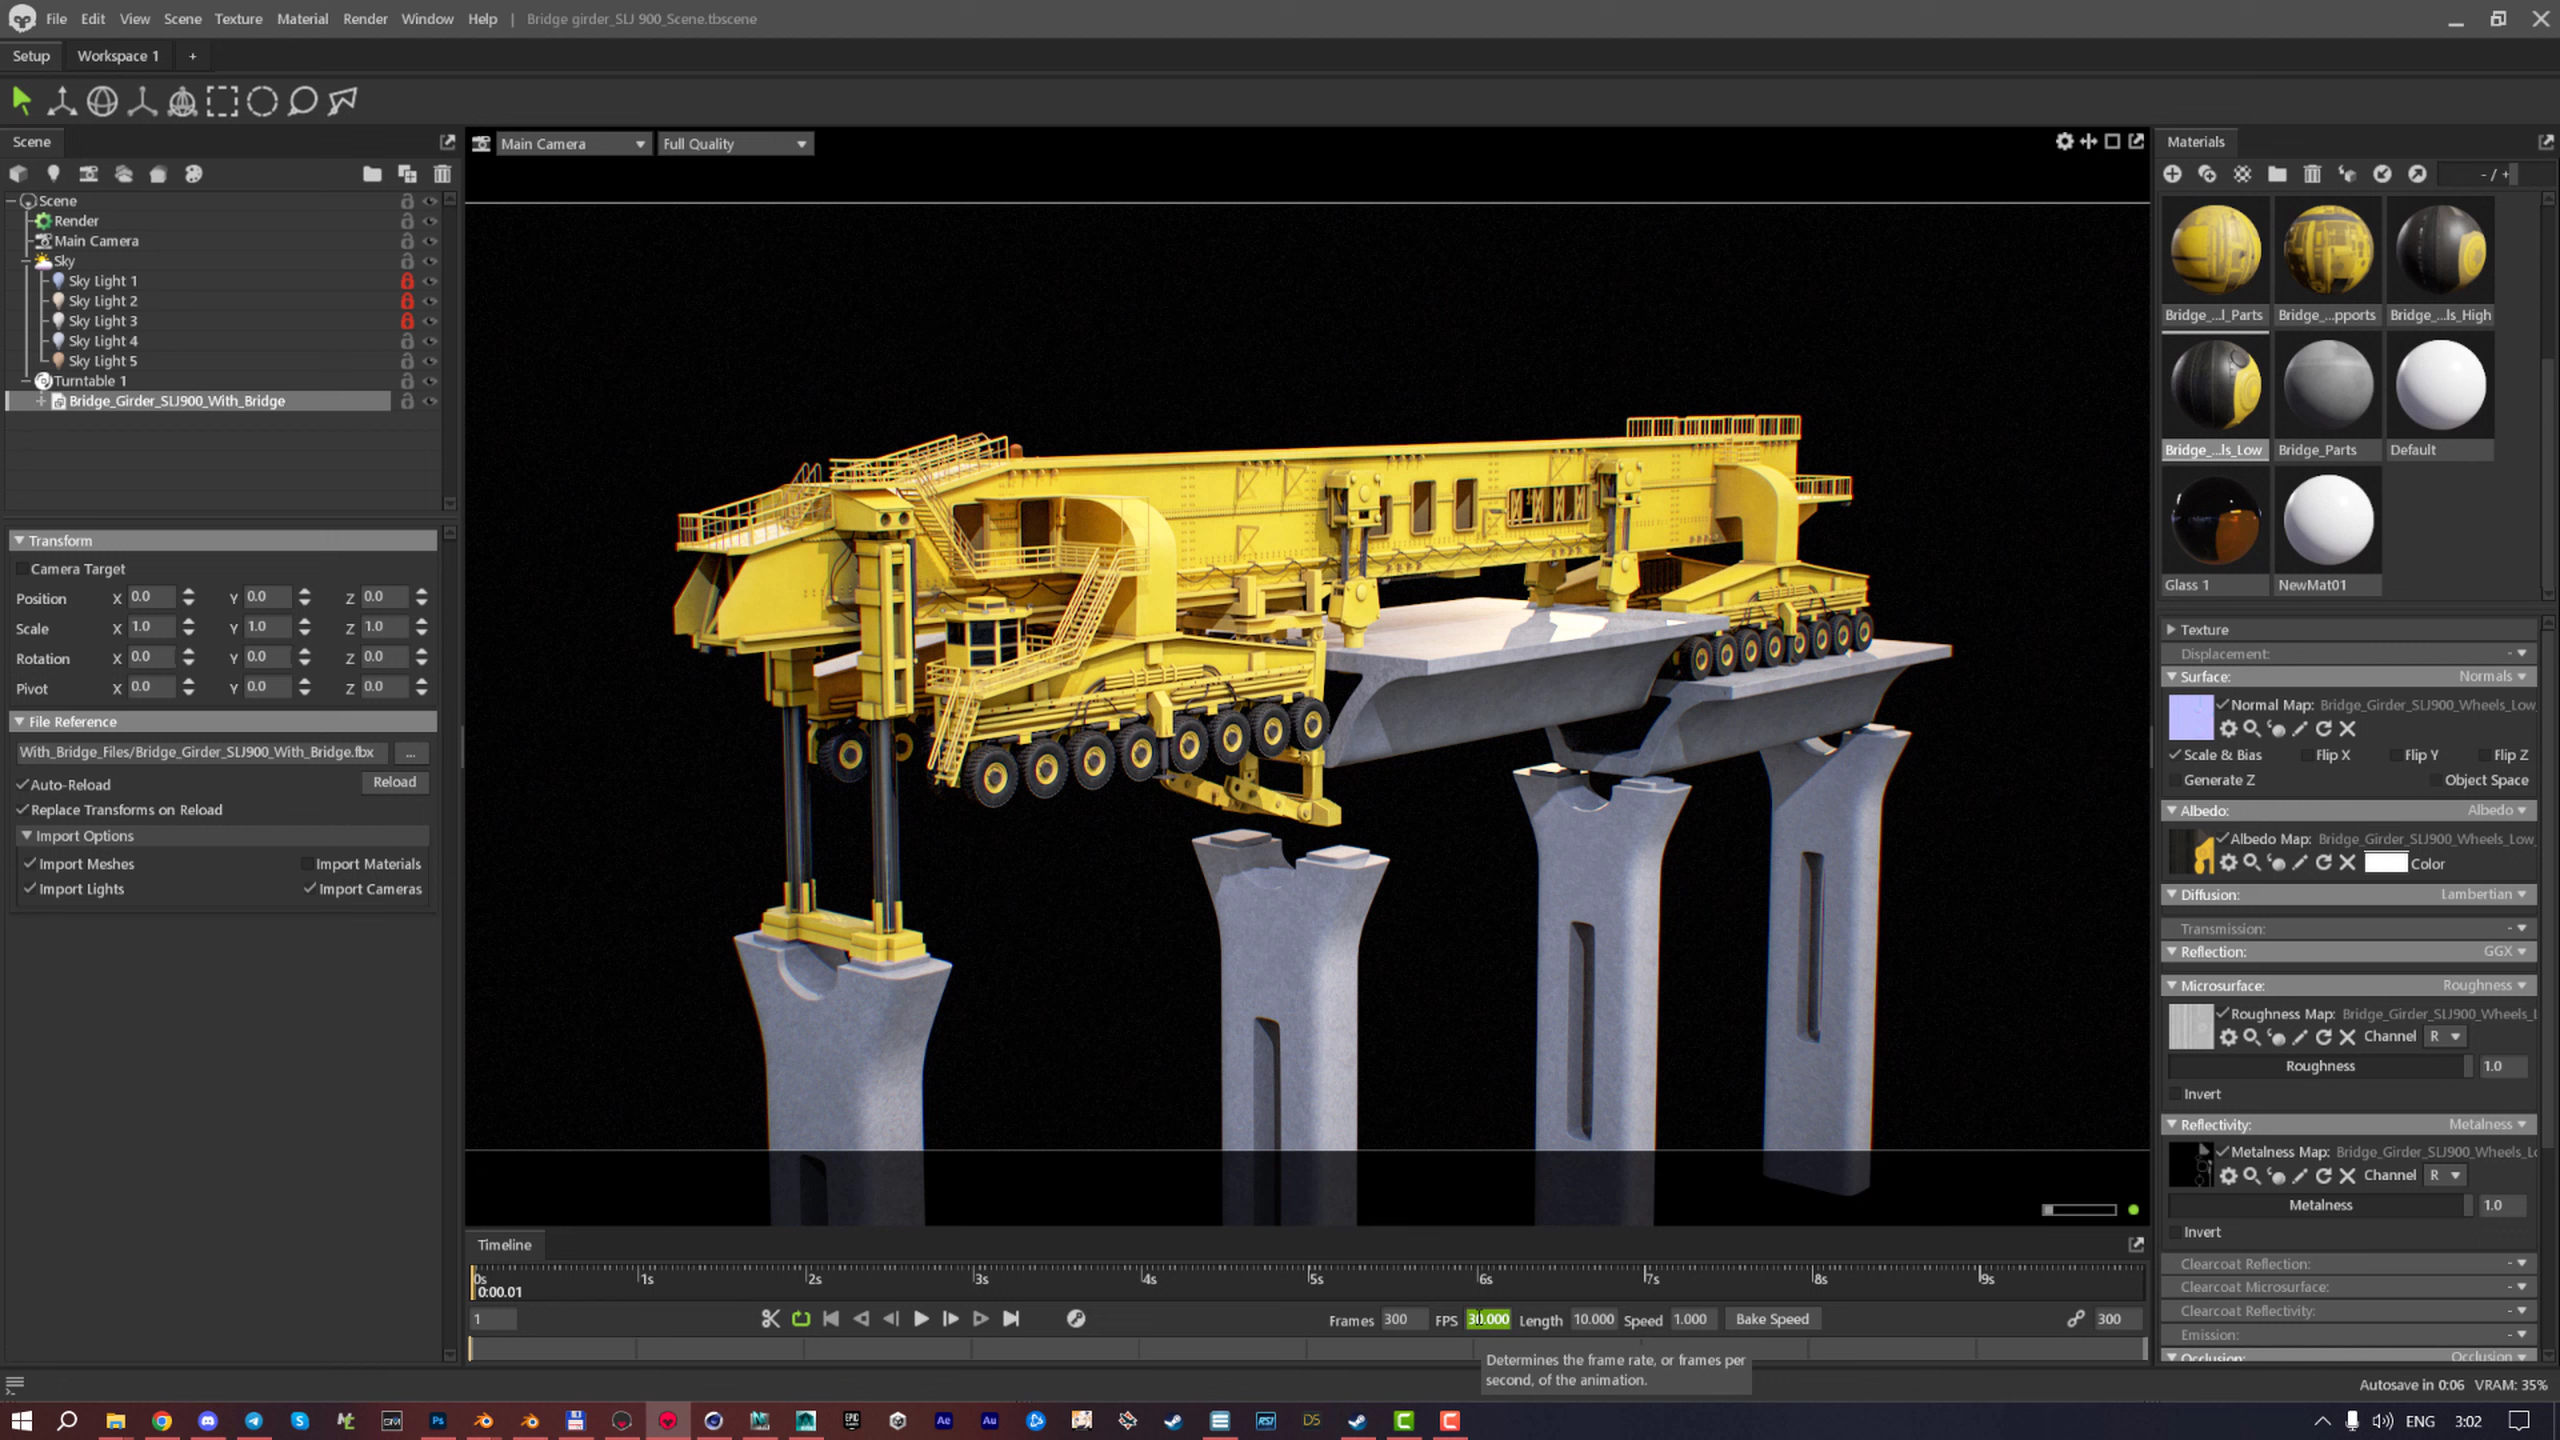 File Edit View Scene Texture Material Render Window Help | Bridge girder_SLJ 900_Scene.tbscene
Setup Workspace 1 +
Scene
Main Camera Full Quality
Materials
- / +
Scene
Render
Main Camera
Sky
Sky Light 1
Sky Light 2
Sky Light 3
Sky Light 4
Sky Light 5
Turntable 1
Bridge_Girder_SLJ900_With_Bridge
Bridge_...l_Parts Bridge_...pports Bridge_...ls_High
Bridge_...ls_Low Bridge_Parts Default
Glass 1 NewMat01
Transform
Camera Target
Position X 0.0 Y 0.0 Z 0.0
Scale X 1.0 Y 1.0 Z 1.0
Rotation X 0.0 Y 0.0 Z 0.0
Pivot X 0.0 Y 0.0 Z 0.0
File Reference
With_Bridge_Files/Bridge_Girder_SLJ900_With_Bridge.fbx ...
Auto-Reload Reload
Replace Transforms on Reload
Import Options
Import Meshes Import Materials
Import Lights Import Cameras
Texture
Displacement: -
Surface: Normals
Normal Map: Bridge_Girder_SLJ900_Wheels_Low_
Scale & Bias Flip X Flip Y Flip Z
Generate Z Object Space
Albedo: Albedo
Albedo Map: Bridge_Girder_SLJ900_Wheels_Low_
Color
Diffusion: Lambertian
Transmission: -
Reflection: GGX
Microsurface: Roughness
Roughness Map: Bridge_Girder_SLJ900_Wheels_L
Channel R
Roughness 1.0
Invert
Reflectivity: Metalness
Metalness Map: Bridge_Girder_SLJ900_Wheels_Lo
Channel R
Metalness 1.0
Invert
Clearcoat Reflection: -
Clearcoat Microsurface: -
Clearcoat Reflectivity: -
Emission: -
Occlusion: Occlusion
Timeline
0s 1s 2s 3s 4s 5s 6s 7s 8s 9s
0:00.01
1 Frames 300 FPS 30.000 Length 10.000 Speed 1.000 Bake Speed 300
Determines the frame rate, or frames per
second, of the animation.
Autosave in 0:06 VRAM: 35%
Ps GM EPIC GAMES Ae Au RSI DS C C ENG 3:02